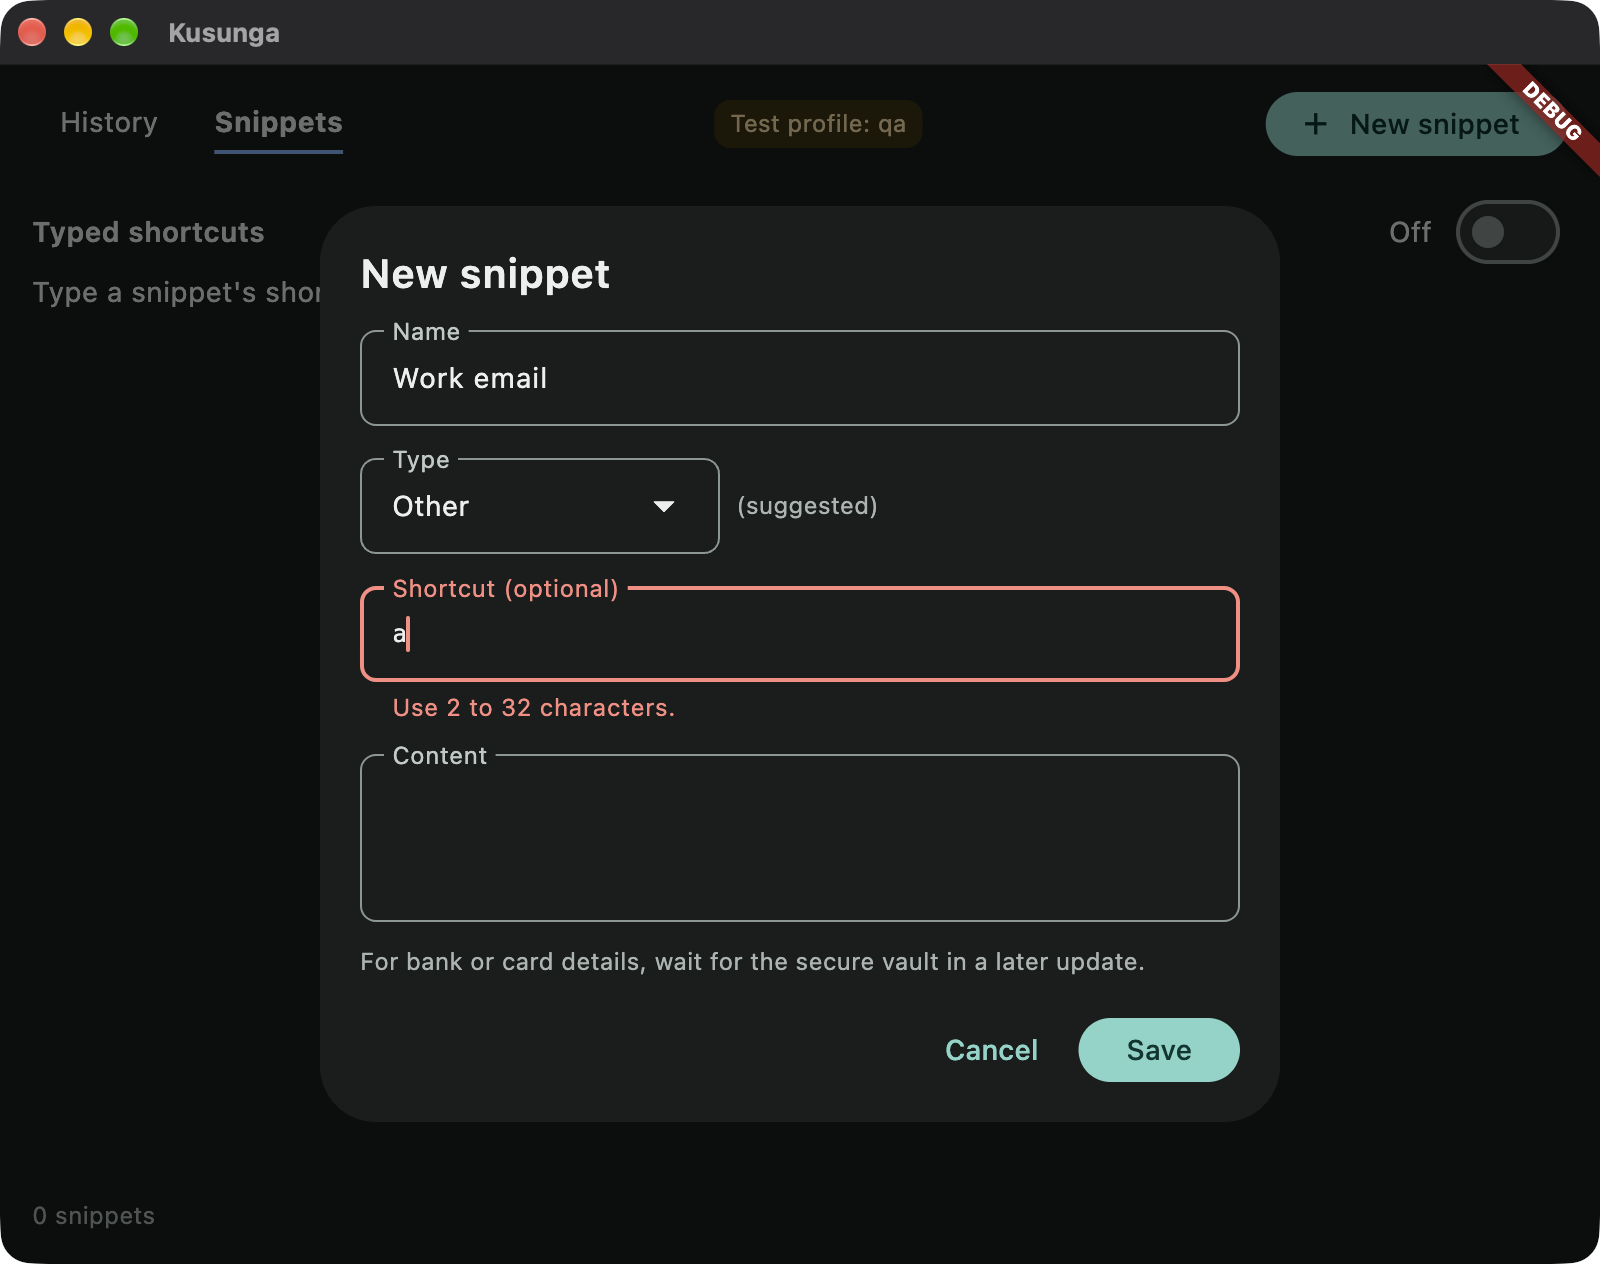 Kusunga
History
Snippets
Test profile: qa
+ New snippet
DEBUG
Typed shortcuts
Off
Type a snippet's shor
New snippet
Name
Work email
Type
Other
(suggested)
Shortcut (optional)
a
Use 2 to 32 characters.
Content
For bank or card details, wait for the secure vault in a later update.
Cancel
Save
0 snippets